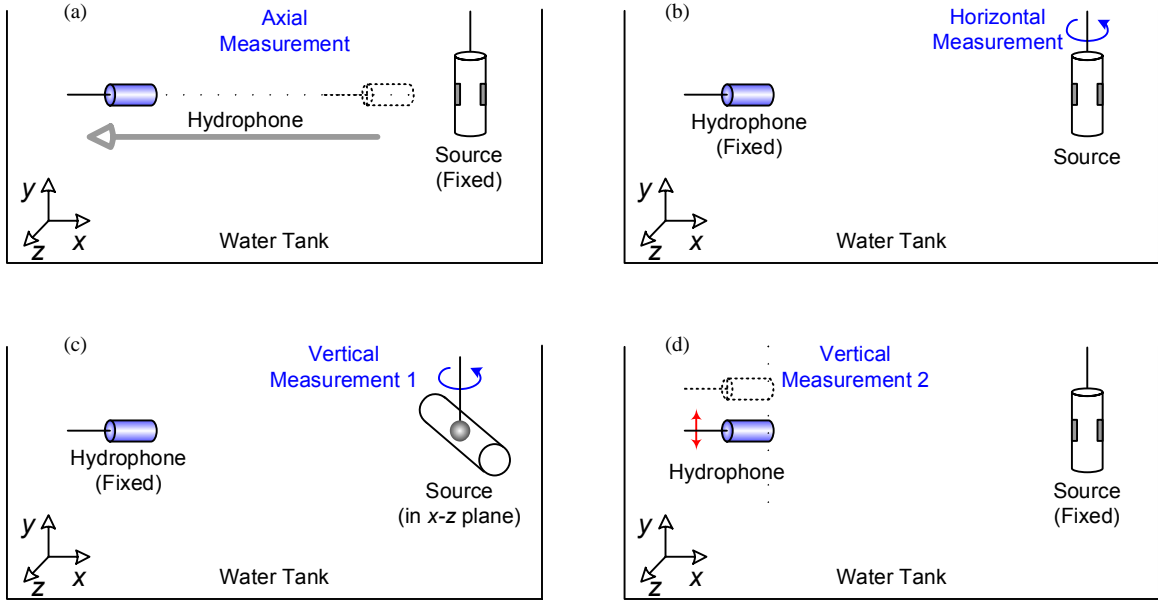 (a)
Axial
Measurement
Hydrophone
Source
(Fixed)
y
x
z
Water Tank
(b)
Horizontal
Measurement
Hydrophone
(Fixed)
Source
y
x
z
Water Tank
(c)
Vertical
Measurement 1
Hydrophone
(Fixed)
Source
(in x-z plane)
y
x
z
Water Tank
(d)
Vertical
Measurement 2
Hydrophone
Source
(Fixed)
y
x
z
Water Tank